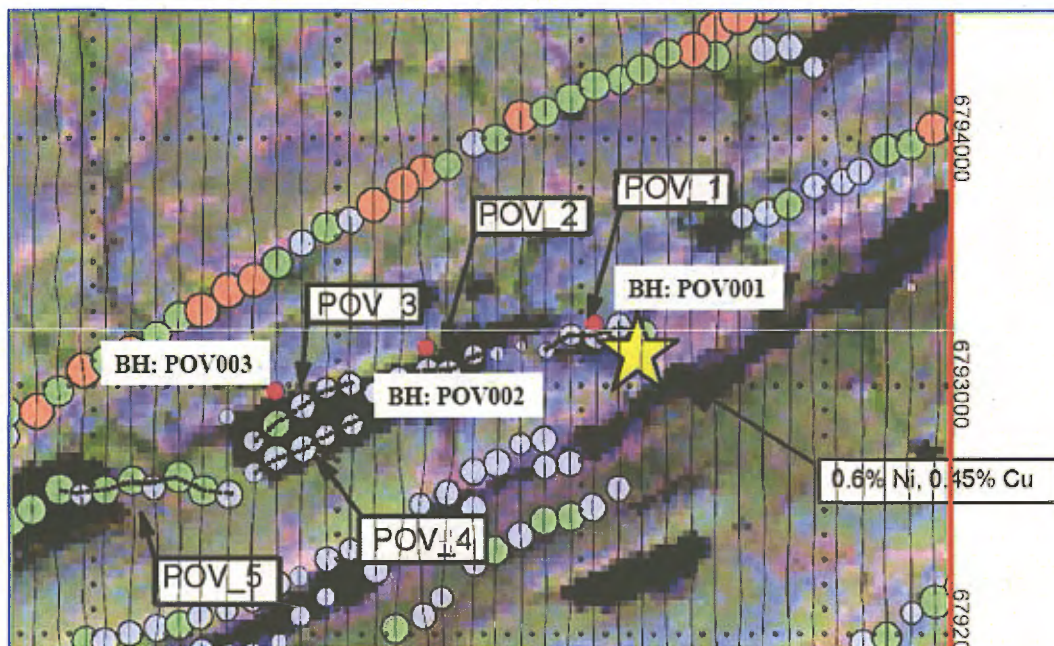 6794000
POV_1
POV_2
BH: POV001
POV_3
BH: POV003
6793000
BH: POV002
0.6% Ni, 0.45% Cu
POV_4
POV_5
67920